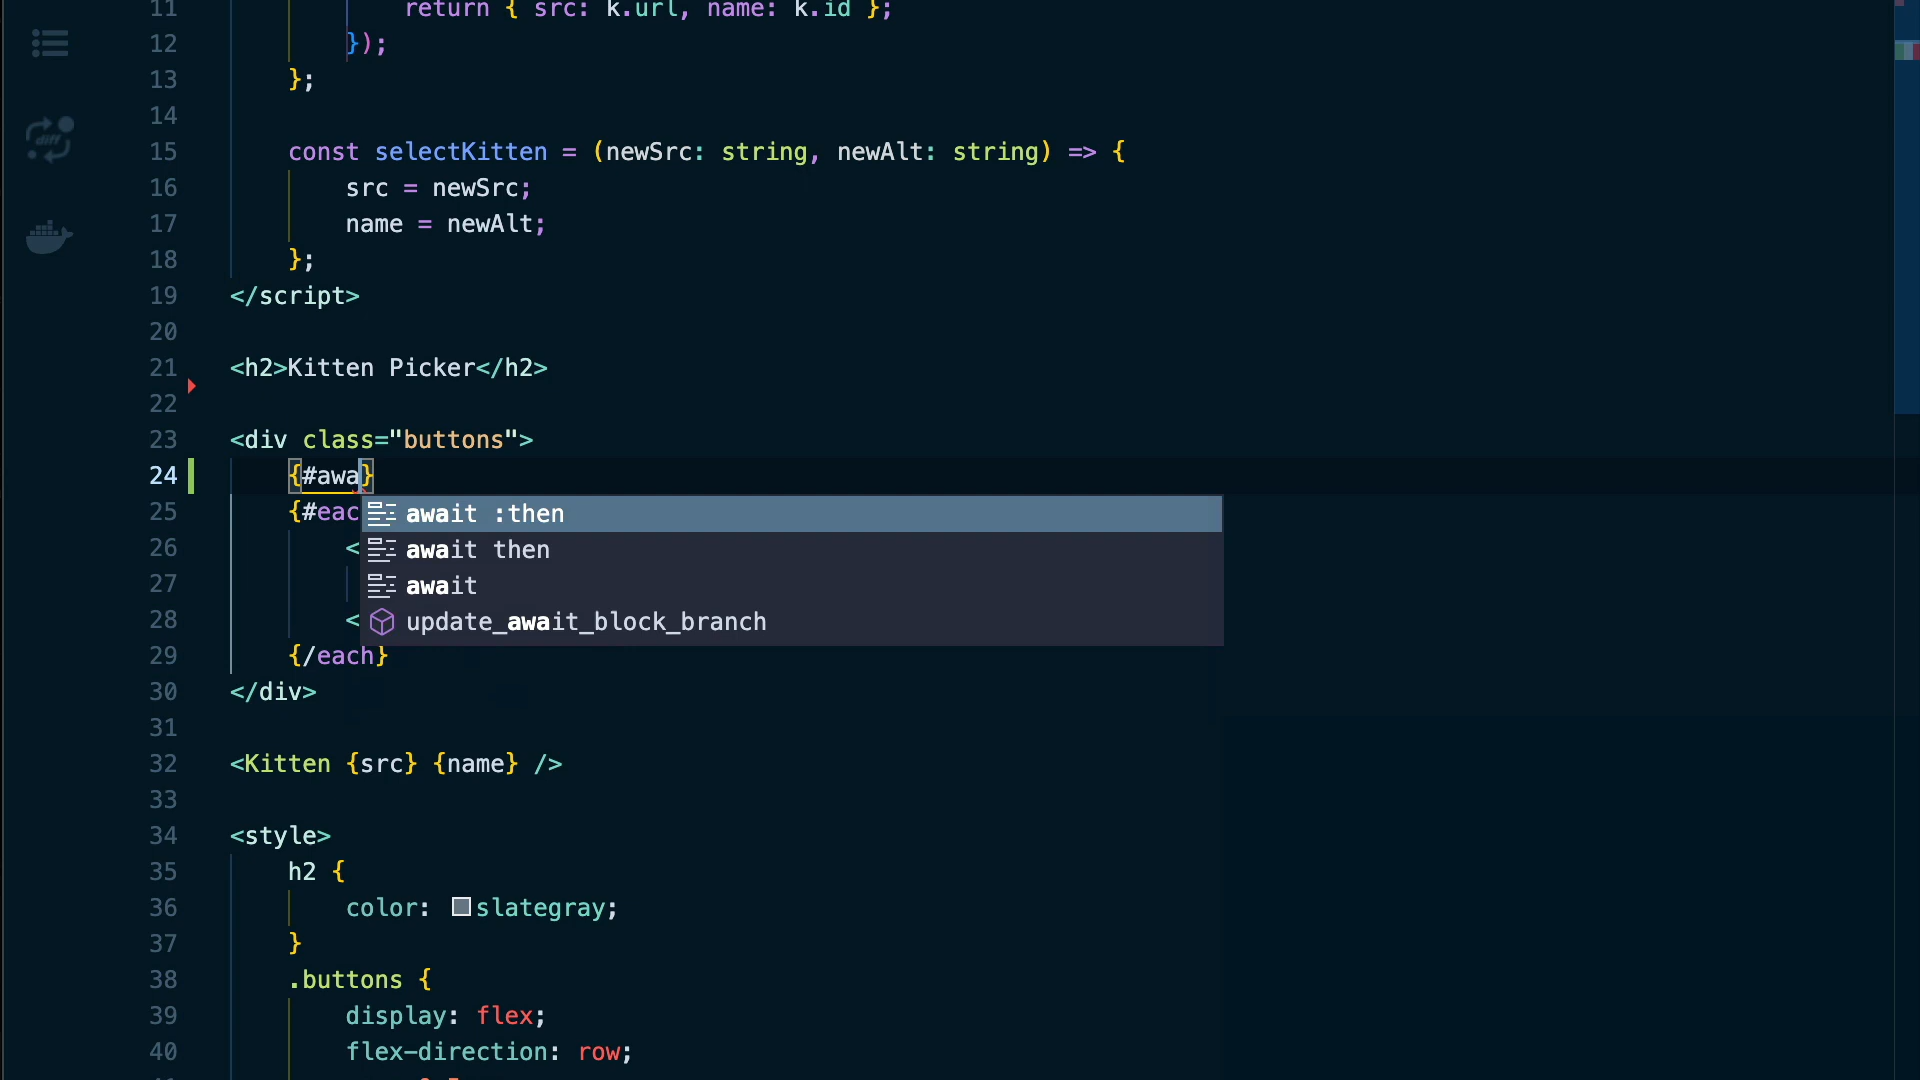 11 return { src: k.url, name: k.id };
12 });
13 };
14
15 const selectKitten = (newSrc: string, newAlt: string) => {
16 src = newSrc;
17 name = newAlt;
18 };
19 </script>
20
21 <h2>Kitten Picker</h2>
22
23 <div class="buttons">
24 {#awa}
25 {#eac
await :then
26 <
await then
27
await
28 <
update_await_block_branch
29 {/each}
30 </div>
31
32 <Kitten {src} {name} />
33
34 <style>
35 h2 {
36 color: slategray;
37 }
38 .buttons {
39 display: flex;
40 flex-direction: row;
diff